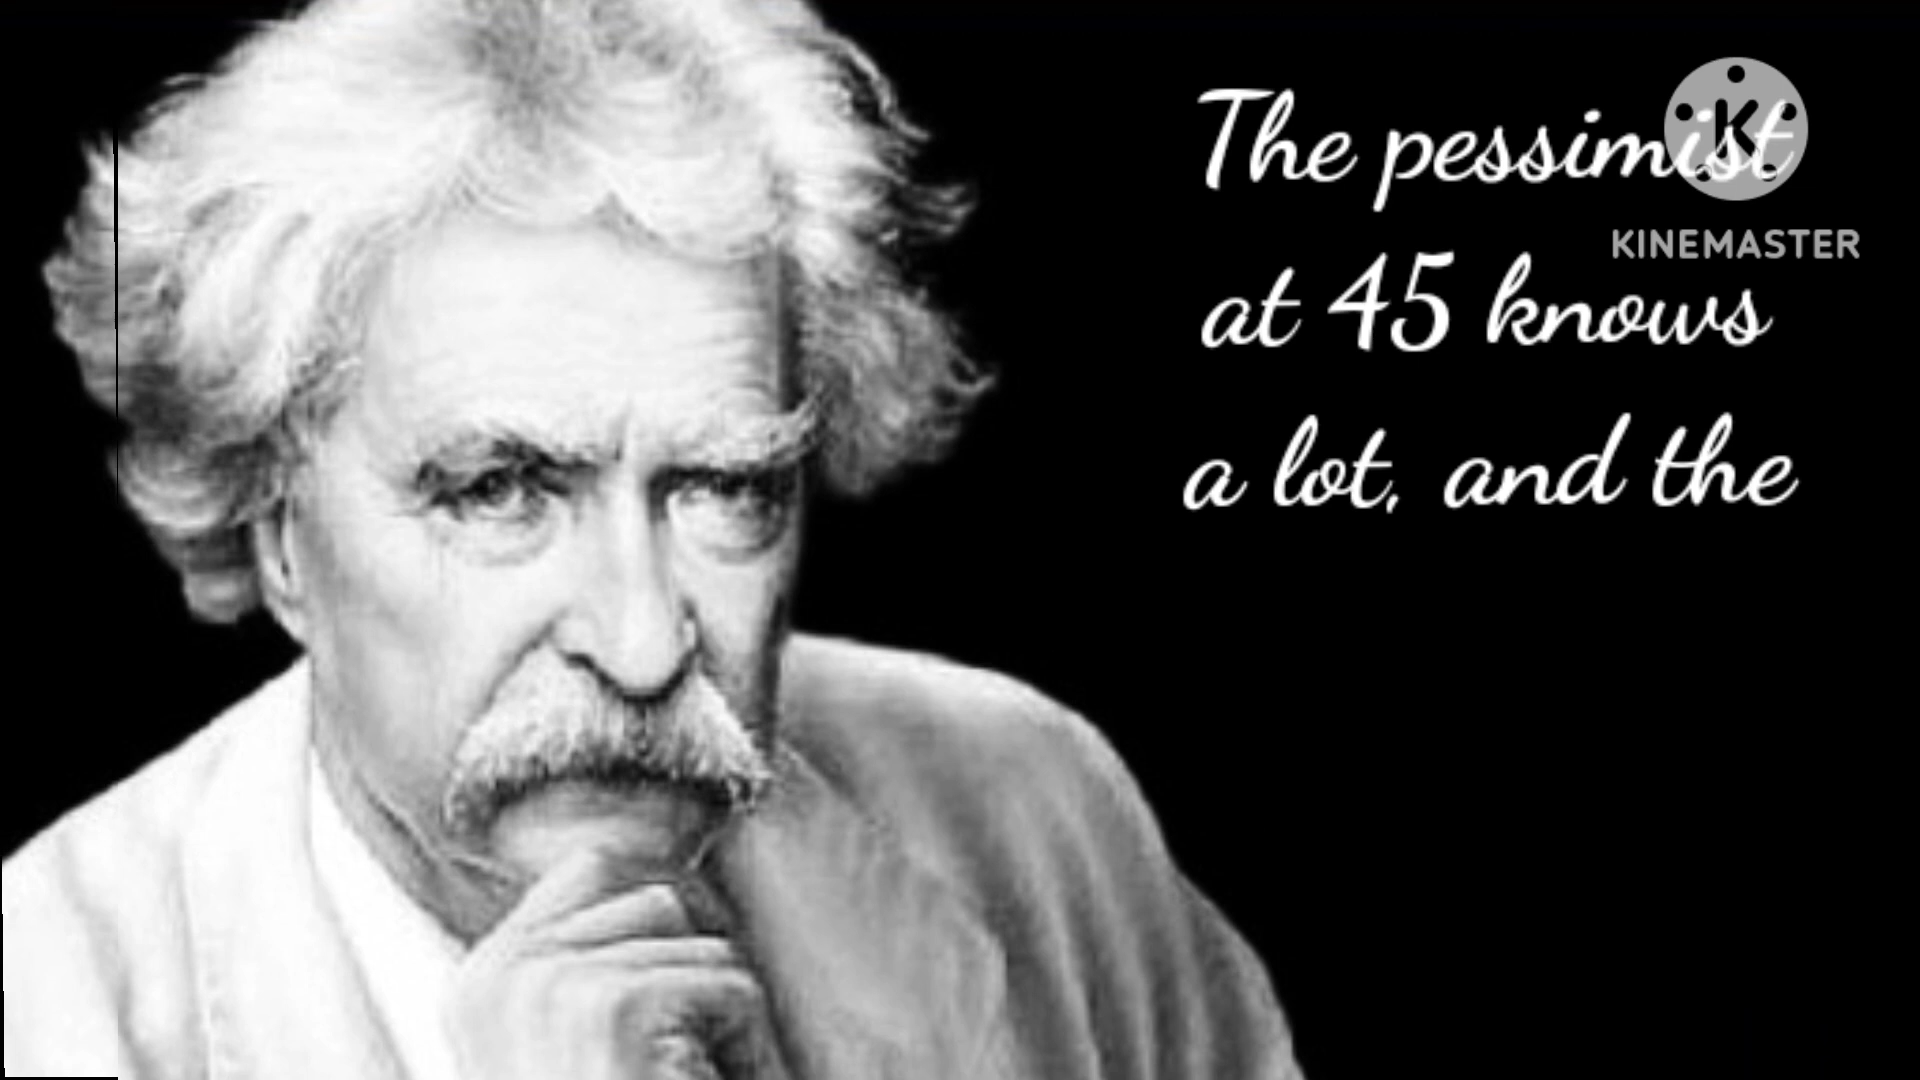 The pessimist
at 45 knows
a lot, and the
K
KINEMASTER